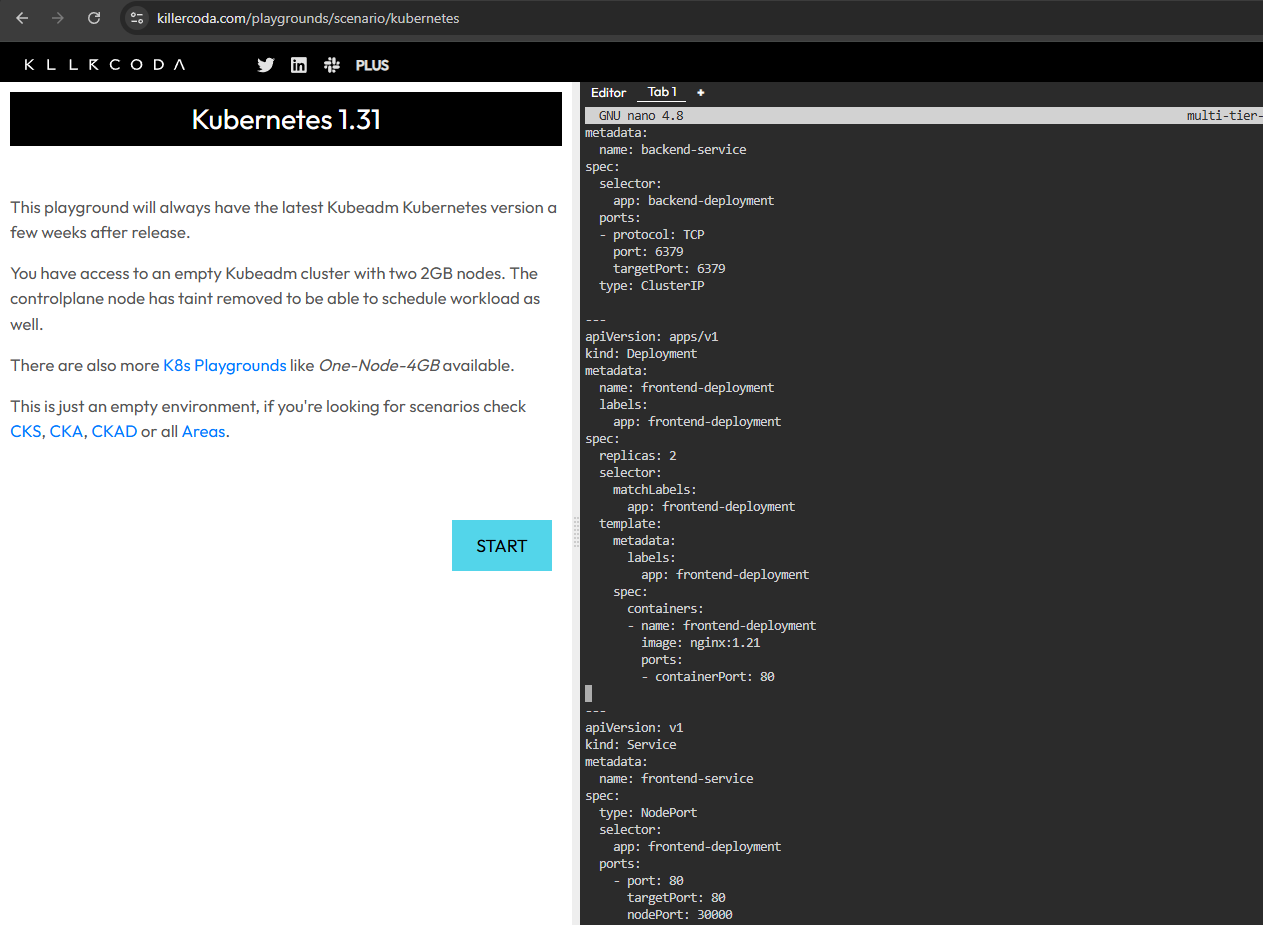 killercoda.com/playgrounds/scenario/kubernetes
KLLRCODA
PLUS
Kubernetes 1.31
This playground will always have the latest Kubeadm Kubernetes version a
few weeks after release.
You have access to an empty Kubeadm cluster with two 2GB nodes. The
controlplane node has taint removed to be able to schedule workload as
well.
There are also more K8s Playgrounds like One-Node-4GB available.
This is just an empty environment, if you're looking for scenarios check
CKS, CKA, CKAD or all Areas.
START
Editor Tab 1 +
GNU nano 4.8 multi-tier-
metadata:
  name: backend-service
spec:
  selector:
    app: backend-deployment
  ports:
  - protocol: TCP
    port: 6379
    targetPort: 6379
  type: ClusterIP
---
apiVersion: apps/v1
kind: Deployment
metadata:
  name: frontend-deployment
  labels:
    app: frontend-deployment
spec:
  replicas: 2
  selector:
    matchLabels:
      app: frontend-deployment
  template:
    metadata:
      labels:
        app: frontend-deployment
    spec:
      containers:
      - name: frontend-deployment
        image: nginx:1.21
        ports:
        - containerPort: 80
---
apiVersion: v1
kind: Service
metadata:
  name: frontend-service
spec:
  type: NodePort
  selector:
    app: frontend-deployment
  ports:
    - port: 80
      targetPort: 80
      nodePort: 30000